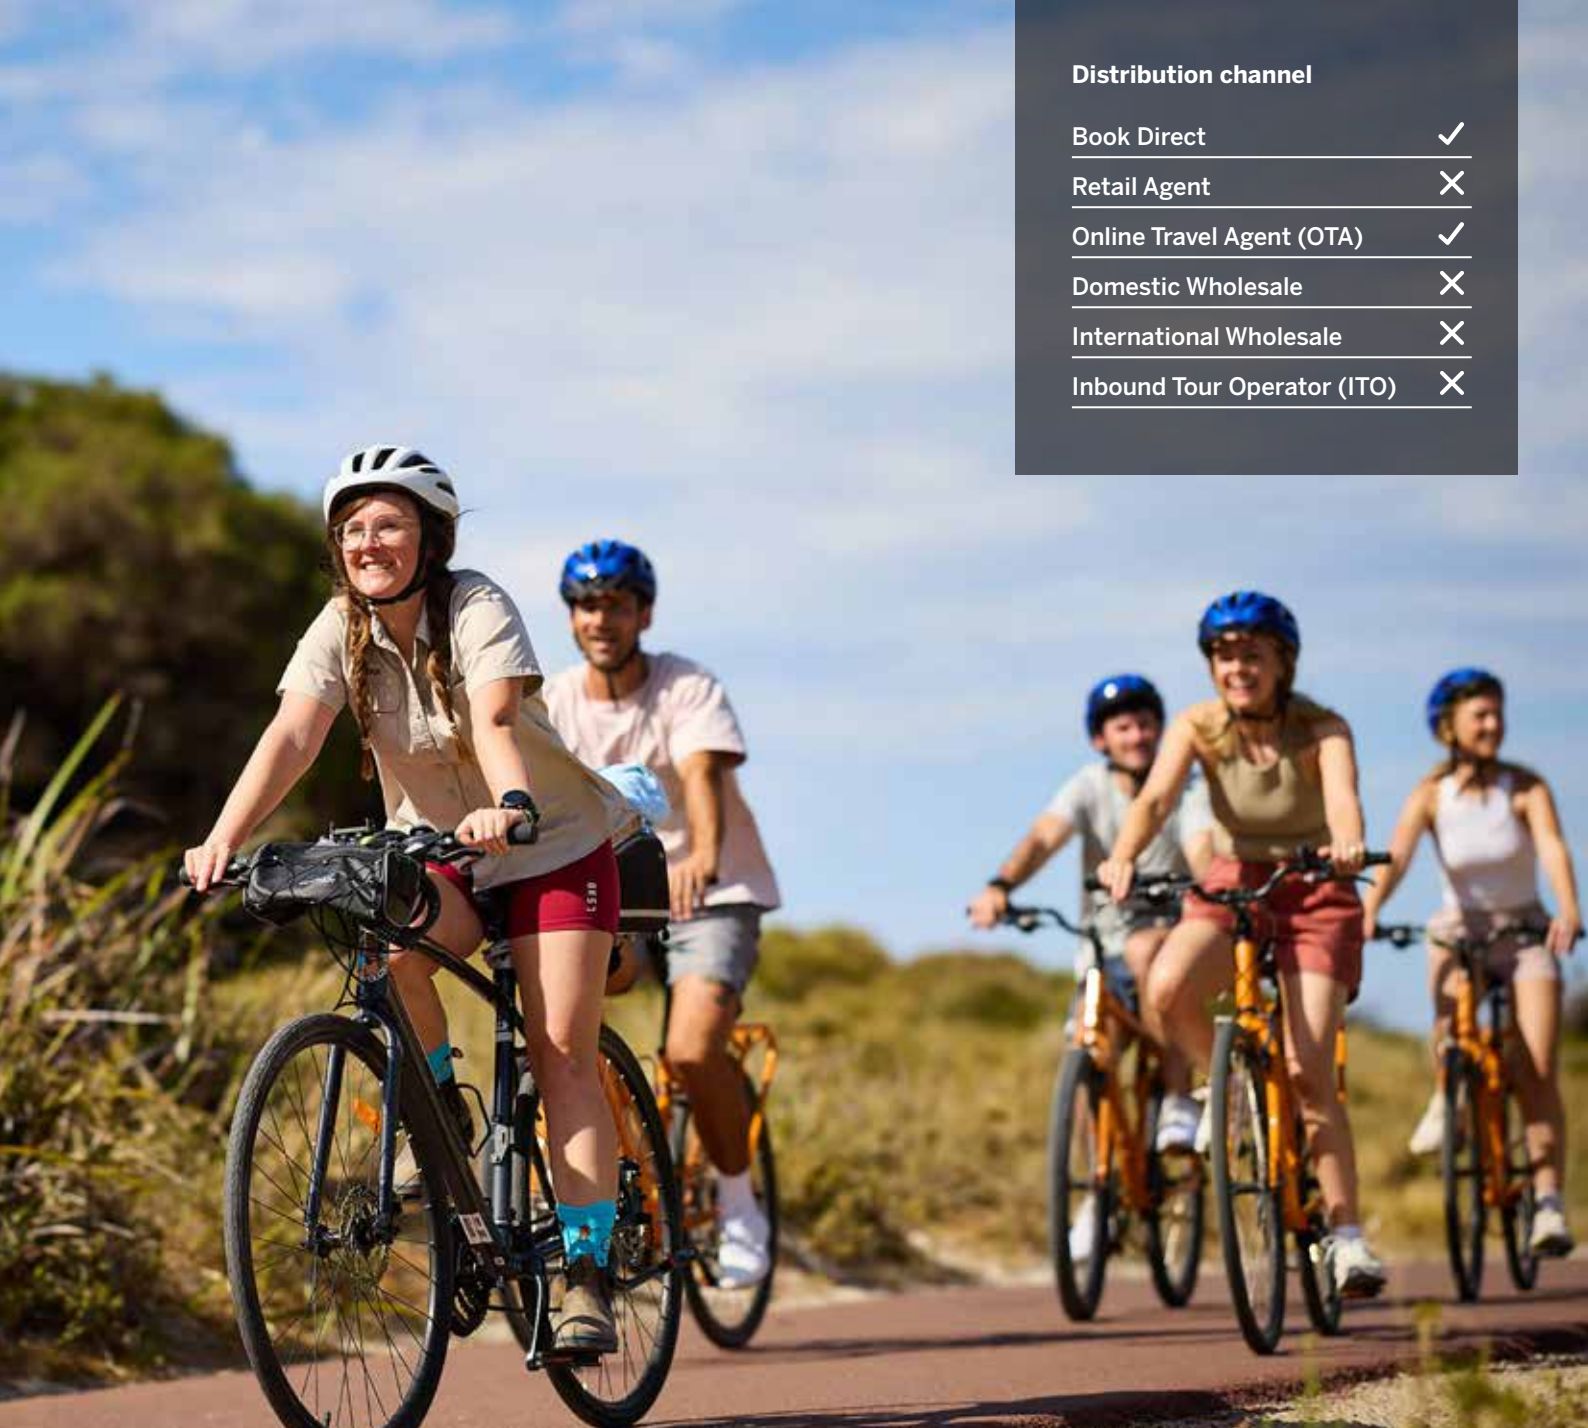 Distribution channel
Book Direct ✓
Retail Agent ✕
Online Travel Agent (OTA) ✓
Domestic Wholesale ✕
International Wholesale ✕
Inbound Tour Operator (ITO) ✕